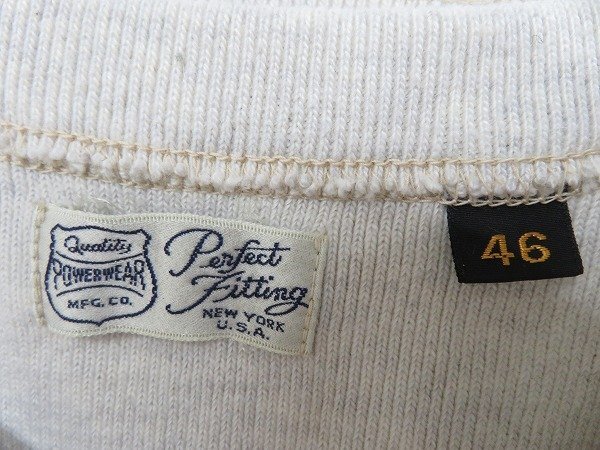 Quality
POWERWEAR
MFG. CO.
Perfect
Fitting
NEW YORK
U.S.A.
46